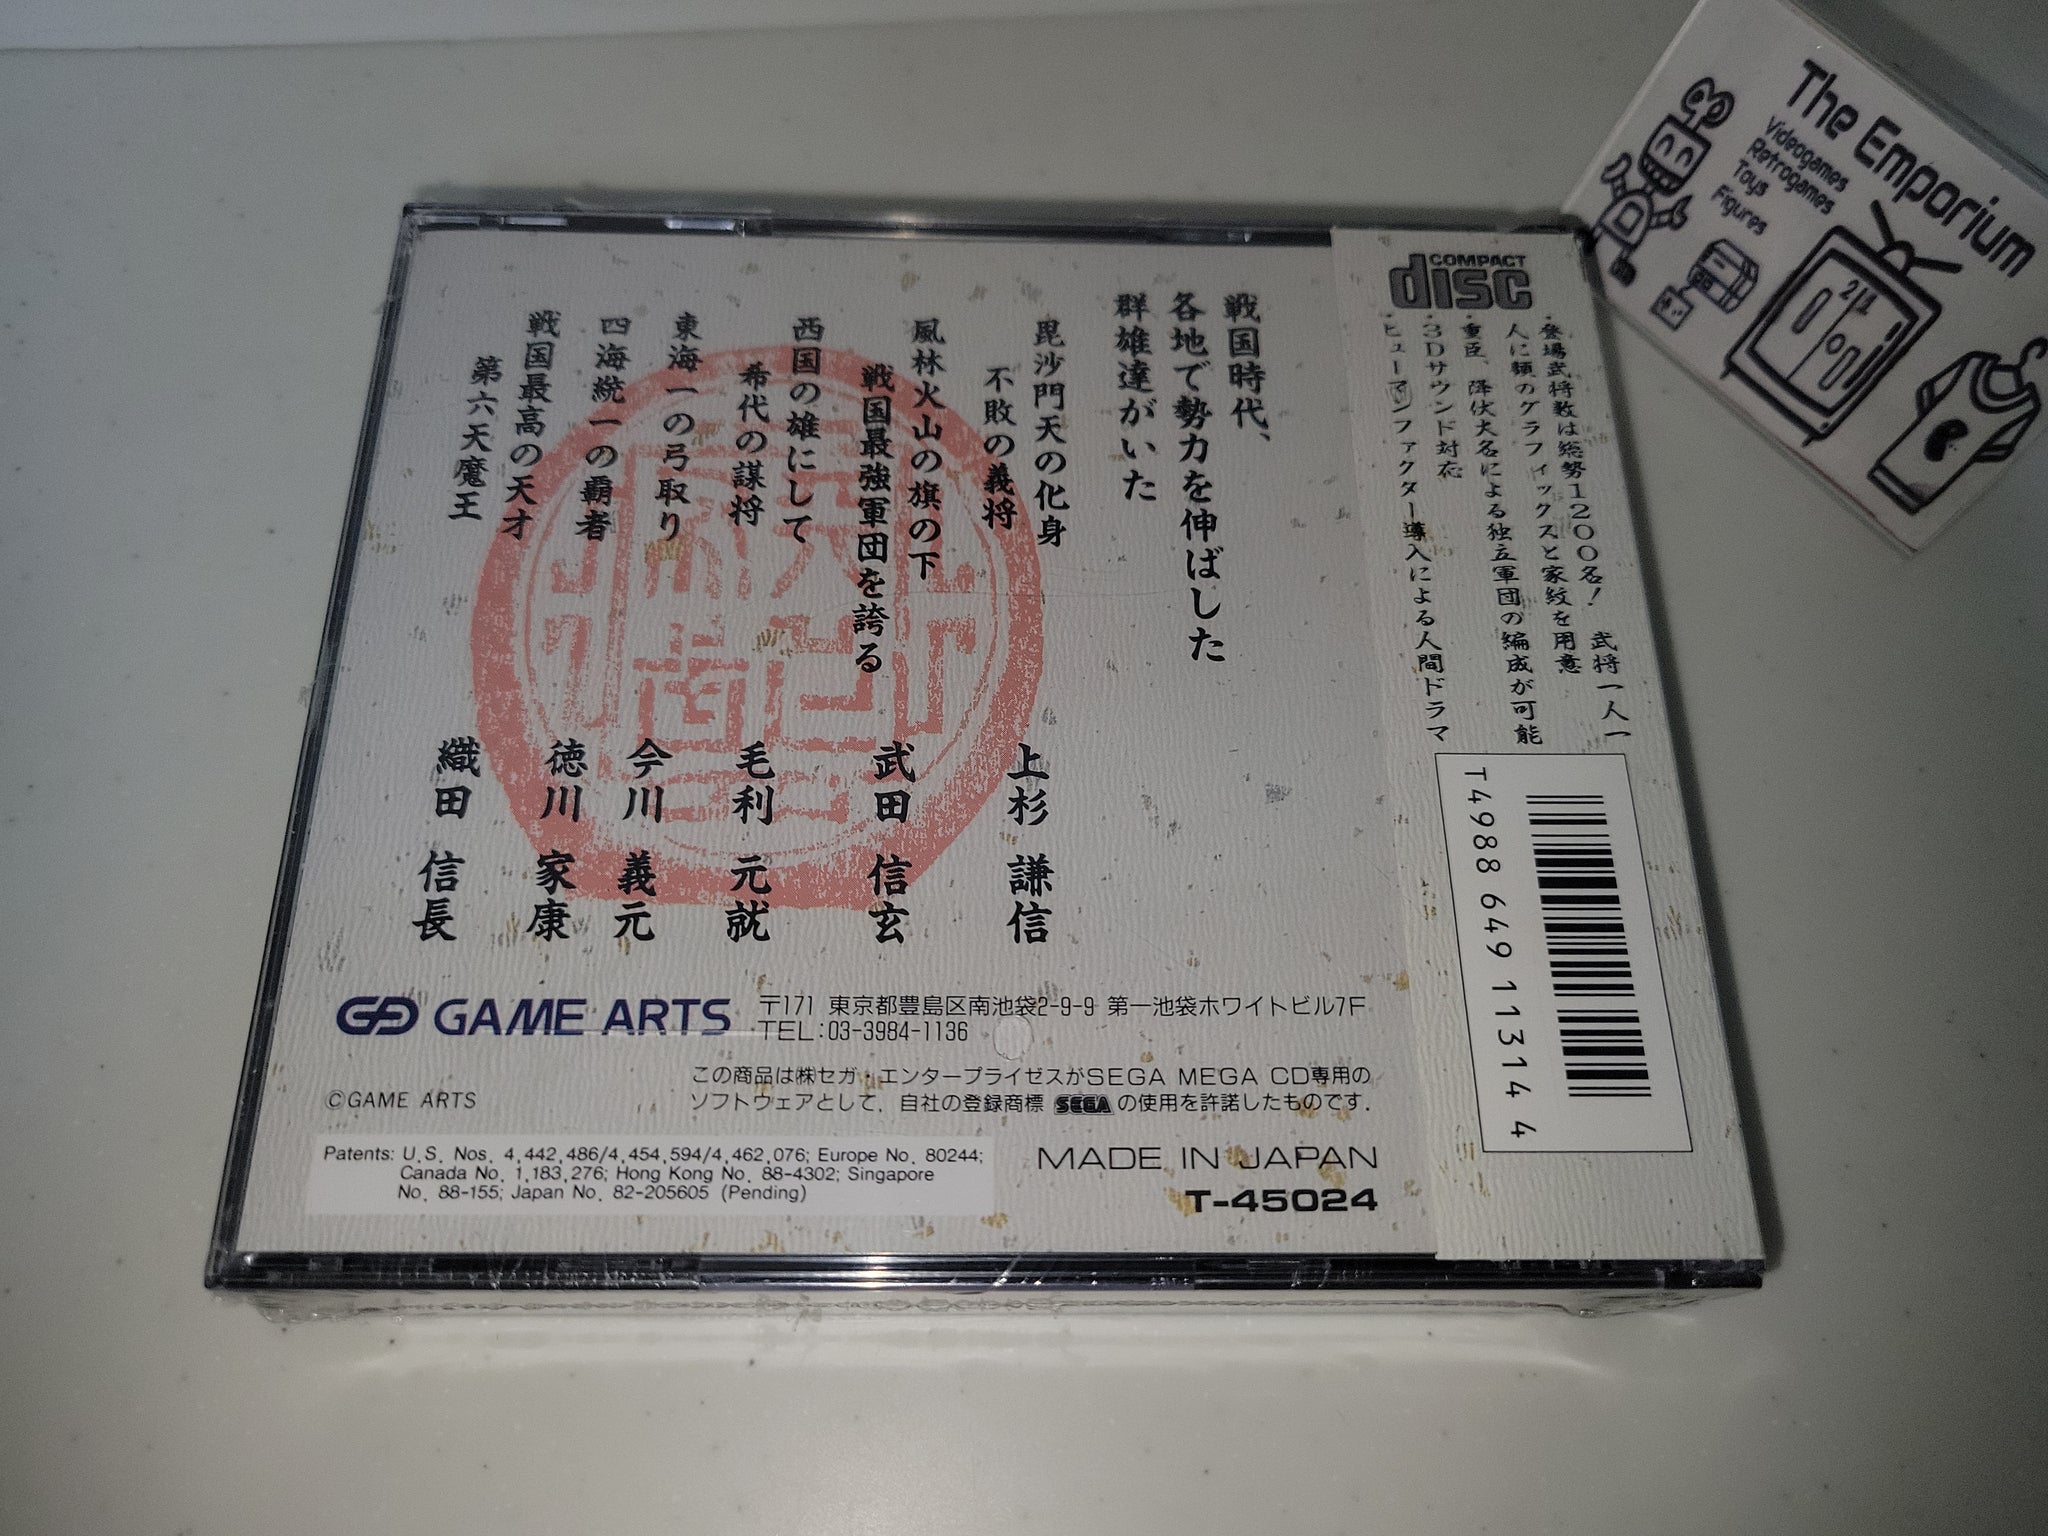 The Emporium
Videogames
Retrogames
Toys
Figures
COMPACT
disc
・登場武将数は総勢1200名! 武将一人一
人に顔のグラフィックスと家紋を用意
・重臣、降伏大名による独立軍団の編成が可能
・3Dサウンド対応
・ヒューマンファクター導入による人間ドラマ
T4988 649 11314 4
戦国時代、
各地で勢力を伸ばした
群雄達がいた
毘沙門天の化身
不敗の義将 上杉 謙信
風林火山の旗の下
戦国最強軍団を誇る 武田 信玄
西国の雄にして
希代の謀将 毛利 元就
東海一の弓取り 今川 義元
四海統一の覇者 徳川 家康
戦国最高の天才
第六天魔王 織田 信長
GAME ARTS
〒171 東京都豊島区南池袋2-9-9 第一池袋ホワイトビル7F
TEL:03-3984-1136
©GAME ARTS
この商品は㈱セガ・エンタープライゼスがSEGA MEGA CD専用の
ソフトウェアとして、自社の登録商標 SEGA の使用を許諾したものです.
Patents: U.S. Nos. 4,442,486/4,454,594/4,462,076; Europe No. 80244;
Canada No. 1,183,276; Hong Kong No. 88-4302; Singapore
No. 88-155; Japan No. 82-205605 (Pending)
MADE IN JAPAN
T-45024